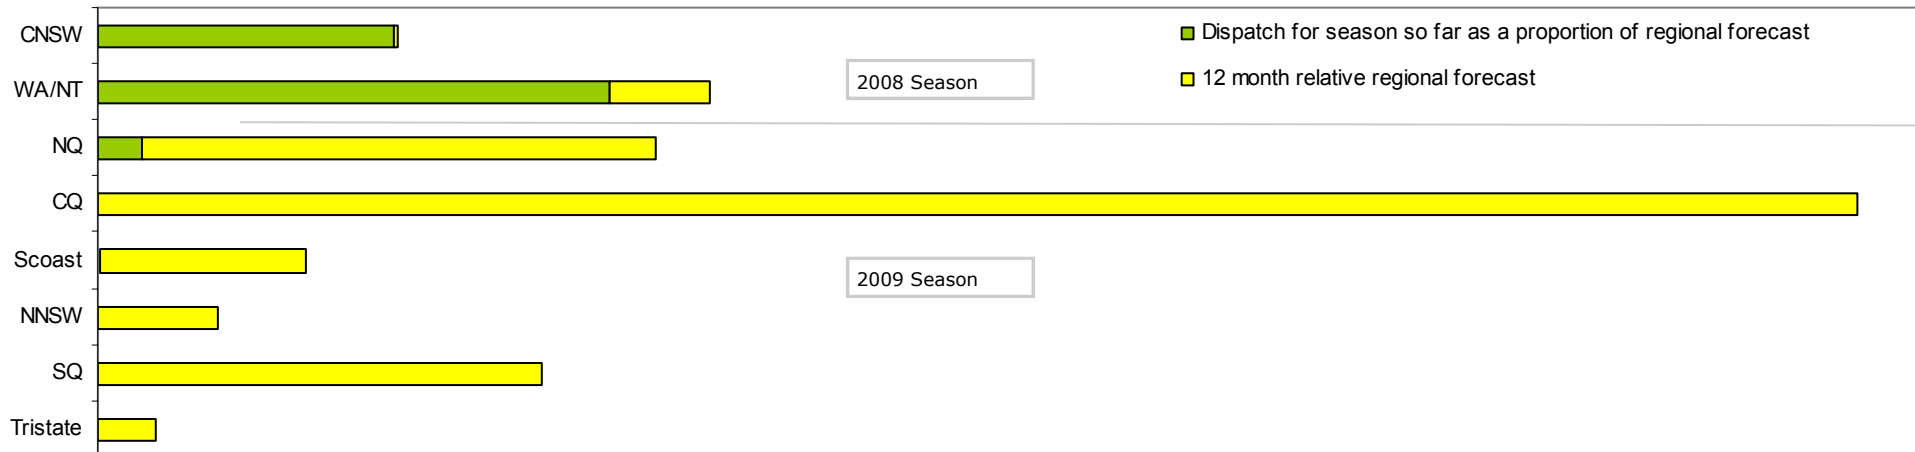 CNSW
Dispatch for season so far as a proportion of regional forecast
WA/NT
2008 Season
12 month relative regional forecast
NQ
CQ
Scoast
2009 Season
NNSW
SQ
Tristate